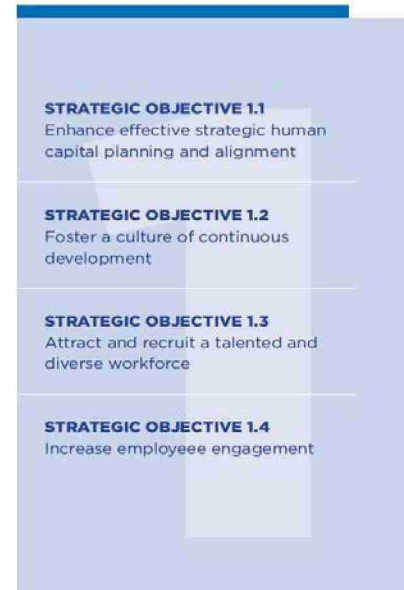 STRATEGIC OBJECTIVE 1.1
Enhance effective strategic human
capital planning and alignment
STRATEGIC OBJECTIVE 1.2
Foster a culture of continuous
development
STRATEGIC OBJECTIVE 1.3
Attract and recruit a talented and
diverse workforce
STRATEGIC OBJECTIVE 1.4
Increase employeee engagement
1